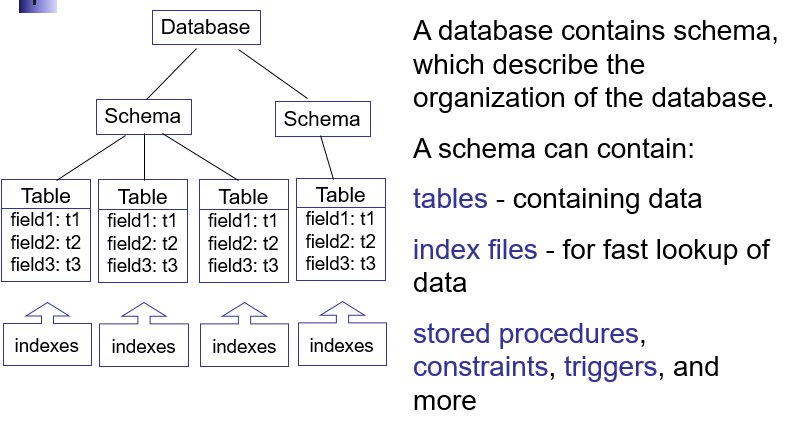 Database
Schema
Schema
Table
field1: t1
field2: t2
field3: t3
Table
field1: t1
field2: t2
field3: t3
Table
field1: t1
field2: t2
field3: t3
Table
field1: t1
field2: t2
field3: t3
indexes
indexes
indexes
indexes
A database contains schema,
which describe the
organization of the database.
A schema can contain:
tables - containing data
index files - for fast lookup of
data
stored procedures,
constraints, triggers, and
more